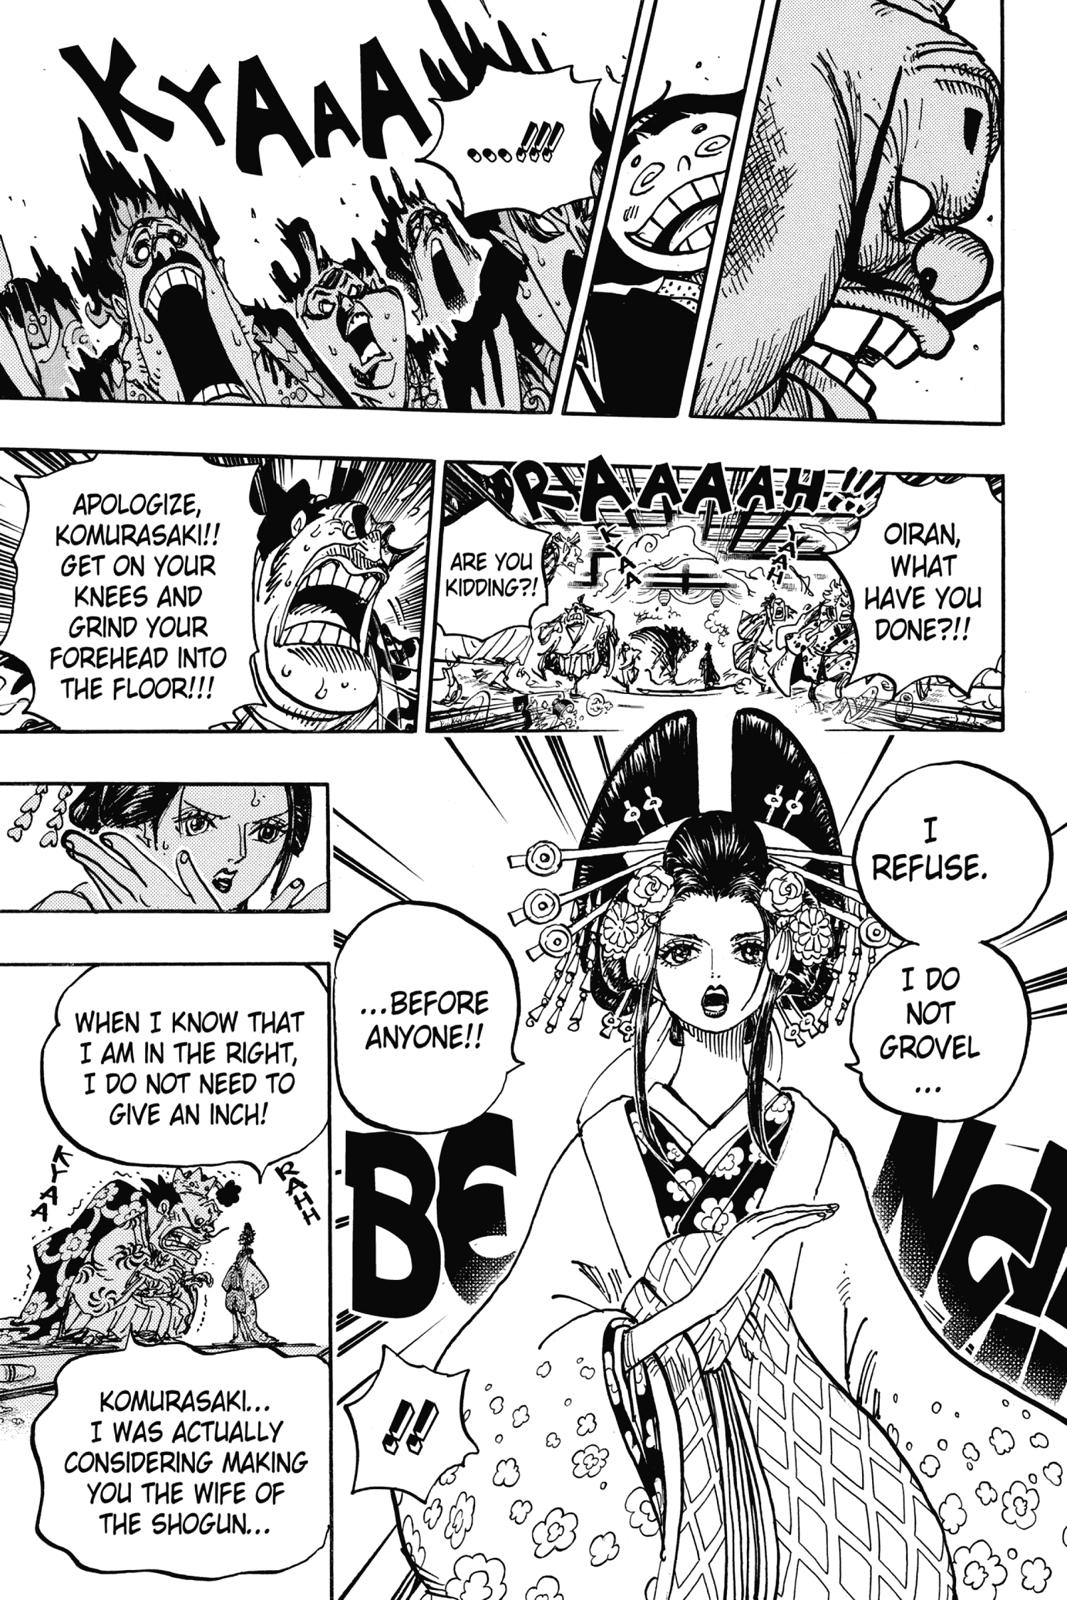 KYAAA
...!!!
RAAAAAH!!!
OIRAN,
WHAT
HAVE YOU
DONE?!!
KYAA
YAAH
ARE YOU
KIDDING?!
APOLOGIZE,
KOMURASAKI!!
GET ON YOUR
KNEES AND
GRIND YOUR
FOREHEAD INTO
THE FLOOR!!!
I
REFUSE.
I DO
NOT
GROVEL
...
...BEFORE
ANYONE!!
!!
WHEN I KNOW THAT
I AM IN THE RIGHT,
I DO NOT NEED TO
GIVE AN INCH!
RAHH
KYAA
KOMURASAKI...
I WAS ACTUALLY
CONSIDERING MAKING
YOU THE WIFE OF
THE SHOGUN...